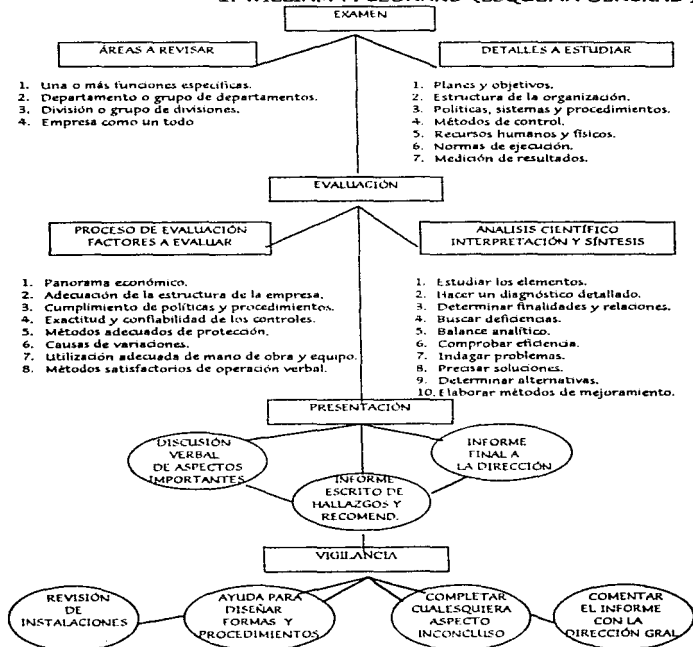 EXAMEN
ÁREAS A REVISAR
DETALLES A ESTUDIAR
1. Una o más funciones específicas.
2. Departamento o grupo de departamentos.
3. División o grupo de divisiones.
4. Empresa como un todo
1. Planes y objetivos.
2. Estructura de la organización.
3. Políticas, sistemas y procedimientos.
4. Métodos de control.
5. Recursos humanos y físicos.
6. Normas de ejecución.
7. Medición de resultados.
EVALUACIÓN
PROCESO DE EVALUACIÓN
FACTORES A EVALUAR
ANALISIS CIENTÍFICO
INTERPRETACIÓN Y SÍNTESIS
1. Panorama económico.
2. Adecuación de la estructura de la empresa.
3. Cumplimiento de políticas y procedimientos.
4. Exactitud y confiabilidad de los controles.
5. Métodos adecuados de protección.
6. Causas de variaciones.
7. Utilización adecuada de mano de obra y equipo.
8. Métodos satisfactorios de operación verbal.
1. Estudiar los elementos.
2. Hacer un diagnóstico detallado.
3. Determinar finalidades y relaciones.
4. Buscar deficiencias.
5. Balance analítico.
6. Comprobar eficiencia.
7. Indagar problemas.
8. Precisar soluciones.
9. Determinar alternativas.
10. Elaborar métodos de mejoramiento.
PRESENTACIÓN
DISCUSIÓN
VERBAL
DE ASPECTOS
IMPORTANTES
INFORME
ESCRITO DE
HALLAZGOS Y
RECOMEND.
INFORME
FINAL A
LA DIRECCIÓN
VIGILANCIA
REVISIÓN
DE
INSTALACIONES
AYUDA PARA
DISEÑAR
FORMAS Y
PROCEDIMIENTOS
COMPLETAR
CUALESQUIERA
ASPECTO
INCONCLUSO
COMENTAR
EL INFORME
CON LA
DIRECCIÓN GRAL